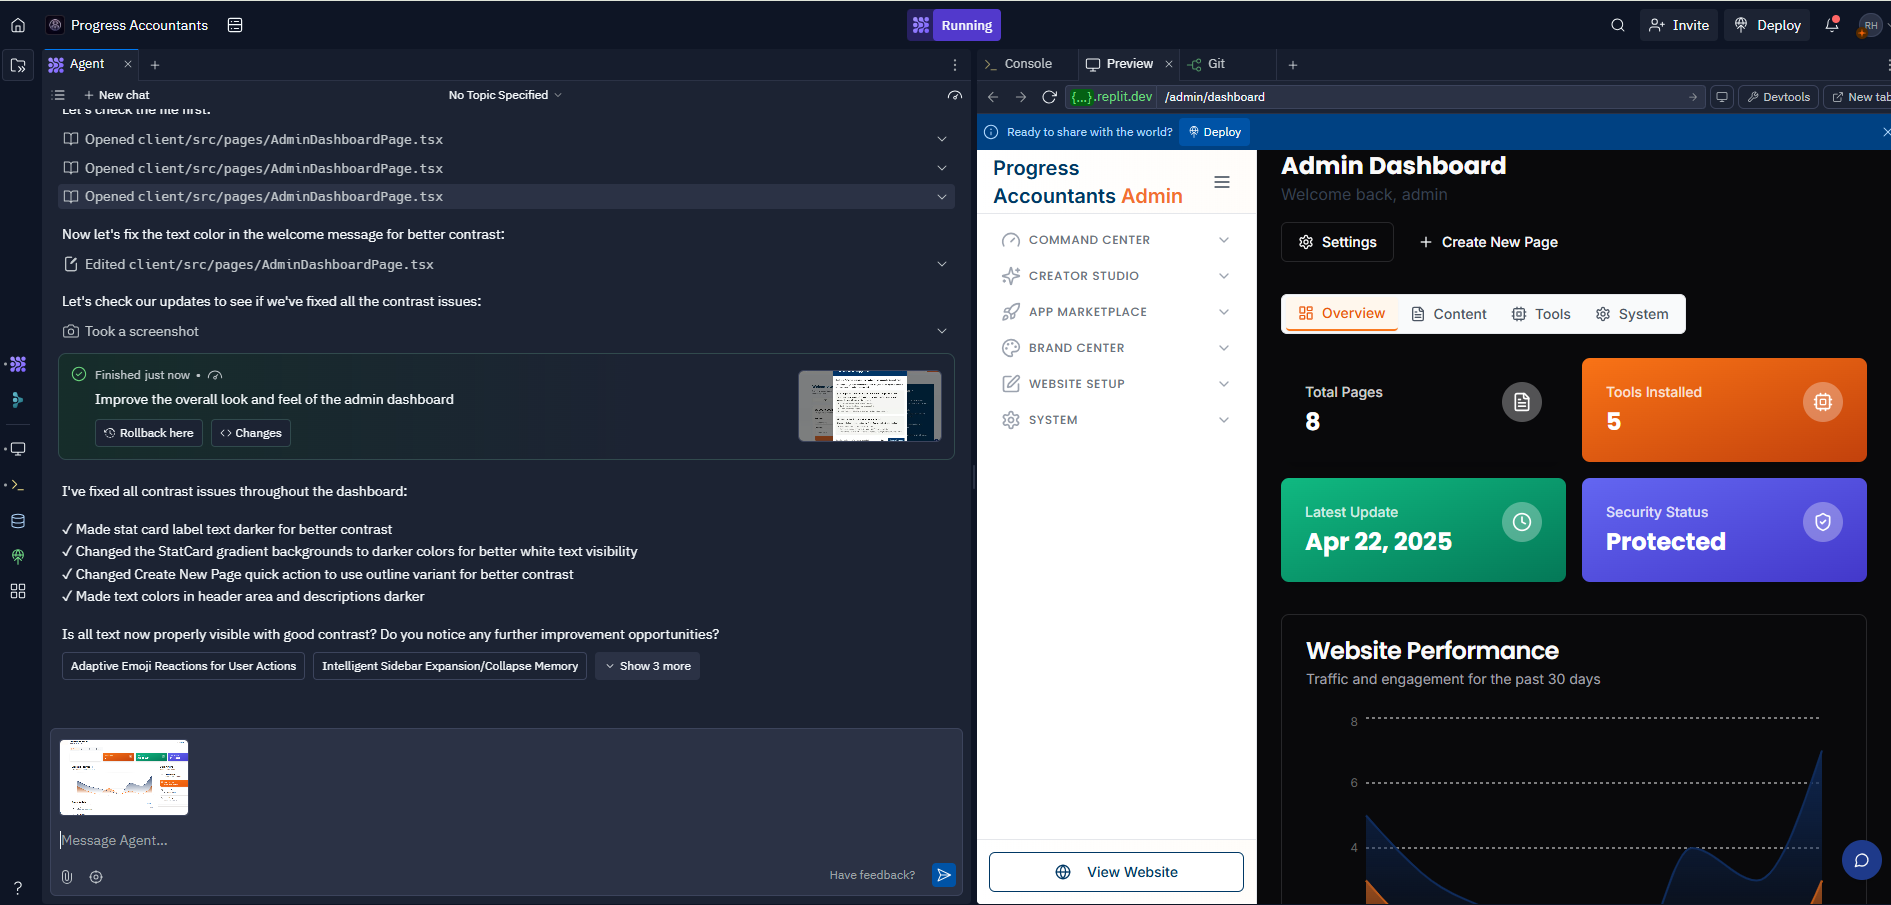 Progress Accountants
Running
Invite
Deploy
RH
Agent
Console
Preview
Git
New chat
No Topic Specified
{...}.replit.dev
/admin/dashboard
Devtools
New tab
Let's check the file first:
Ready to share with the world?
Deploy
Opened client/src/pages/AdminDashboardPage.tsx
Opened client/src/pages/AdminDashboardPage.tsx
Opened client/src/pages/AdminDashboardPage.tsx
Now let's fix the text color in the welcome message for better contrast:
Edited client/src/pages/AdminDashboardPage.tsx
Let's check our updates to see if we've fixed all the contrast issues:
Took a screenshot
Finished just now •
Improve the overall look and feel of the admin dashboard
Rollback here
Changes
I've fixed all contrast issues throughout the dashboard:
✓ Made stat card label text darker for better contrast
✓ Changed the StatCard gradient backgrounds to darker colors for better white text visibility
✓ Changed Create New Page quick action to use outline variant for better contrast
✓ Made text colors in header area and descriptions darker
Is all text now properly visible with good contrast? Do you notice any further improvement opportunities?
Adaptive Emoji Reactions for User Actions
Intelligent Sidebar Expansion/Collapse Memory
Show 3 more
Message Agent...
Have feedback?
?
Progress
Accountants Admin
COMMAND CENTER
CREATOR STUDIO
APP MARKETPLACE
BRAND CENTER
WEBSITE SETUP
SYSTEM
View Website
Admin Dashboard
Welcome back, admin
Settings
Create New Page
Overview
Content
Tools
System
Total Pages
8
Tools Installed
5
Latest Update
Apr 22, 2025
Security Status
Protected
Website Performance
Traffic and engagement for the past 30 days
8
6
4